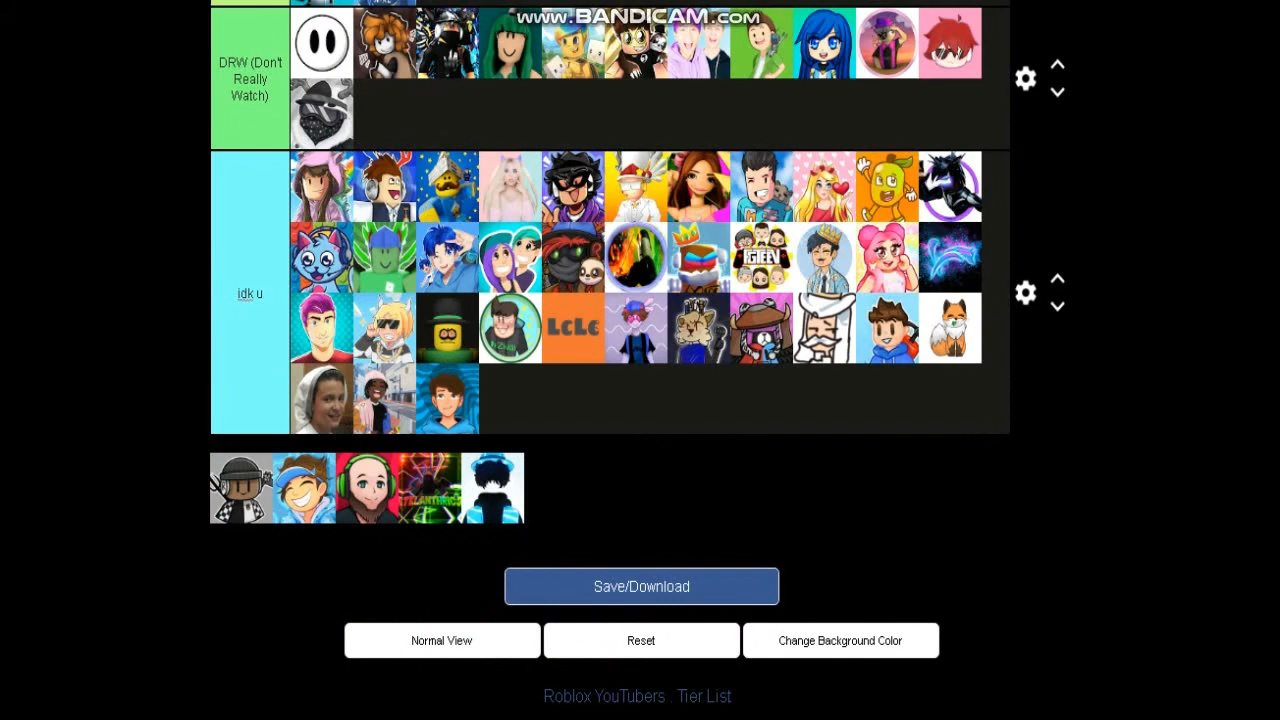 www.BANDICAM.com
DRW (Don't
Really
Watch)
idk u
FGTEEV
LCLC
Save/Download
Normal View
Reset
Change Background Color
Roblox YouTubers Tier List